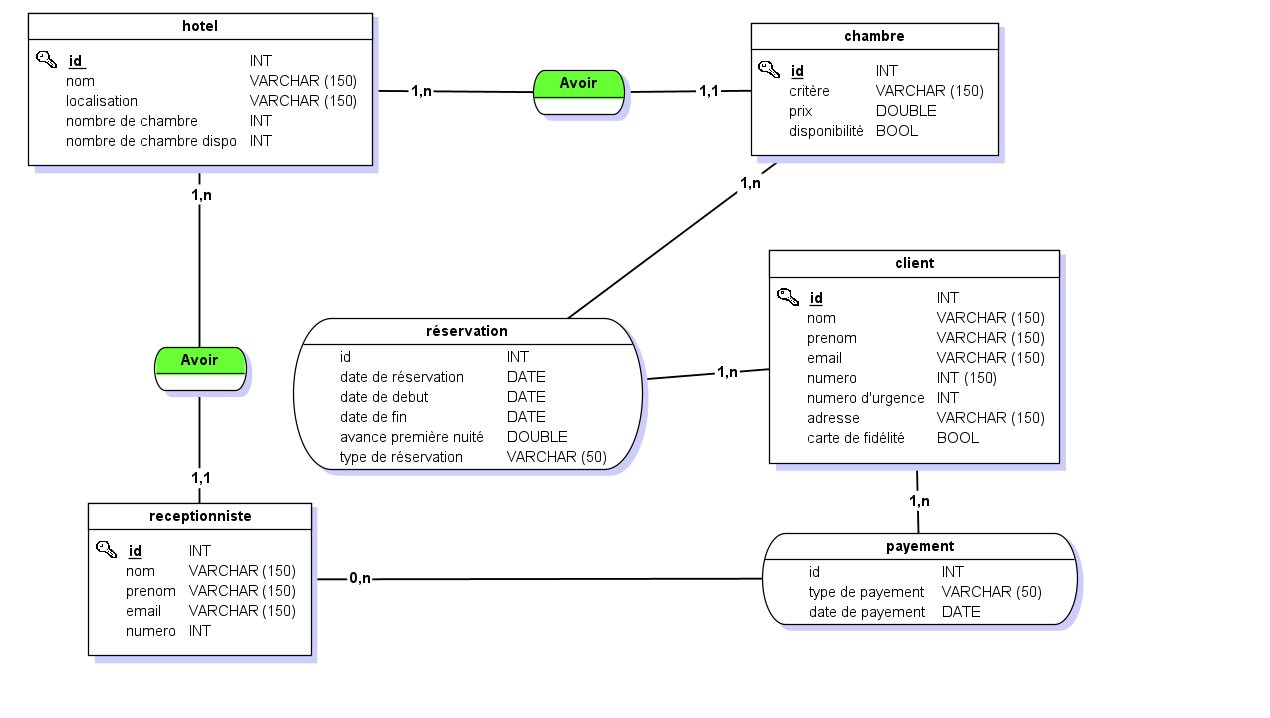 hotel
id INT
nom VARCHAR (150)
localisation VARCHAR (150)
nombre de chambre INT
nombre de chambre dispo INT
1,n
Avoir
1,1
chambre
id INT
critère VARCHAR (150)
prix DOUBLE
disponibilité BOOL
1,n
1,n
client
id INT
nom VARCHAR (150)
prenom VARCHAR (150)
email VARCHAR (150)
numero INT (150)
numero d'urgence INT
adresse VARCHAR (150)
carte de fidélité BOOL
réservation
id INT
date de réservation DATE
date de debut DATE
date de fin DATE
avance première nuité DOUBLE
type de réservation VARCHAR (50)
1,n
Avoir
1,1
1,n
receptionniste
id INT
nom VARCHAR (150)
prenom VARCHAR (150)
email VARCHAR (150)
numero INT
0,n
payement
id INT
type de payement VARCHAR (50)
date de payement DATE